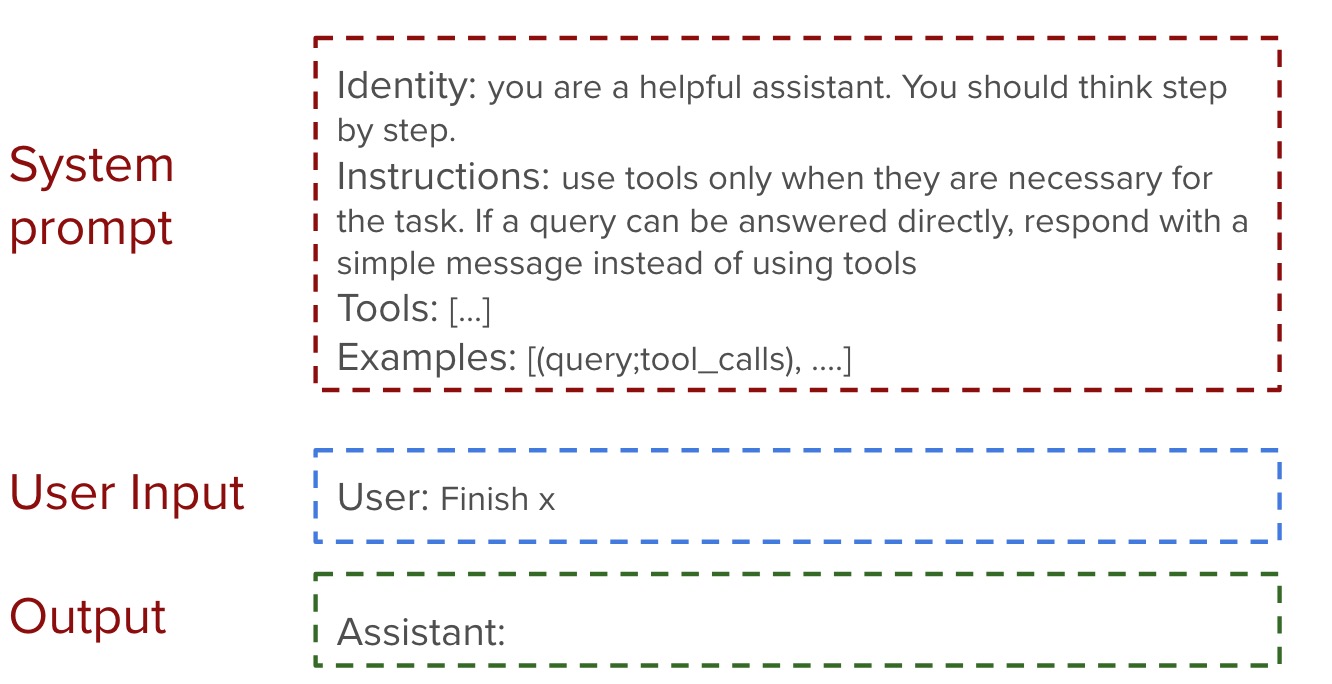 System
prompt
Identity: you are a helpful assistant. You should think step
by step.
Instructions: use tools only when they are necessary for
the task. If a query can be answered directly, respond with a
simple message instead of using tools
Tools: [...]
Examples: [(query;tool_calls), ....]
User Input
User: Finish x
Output
Assistant: